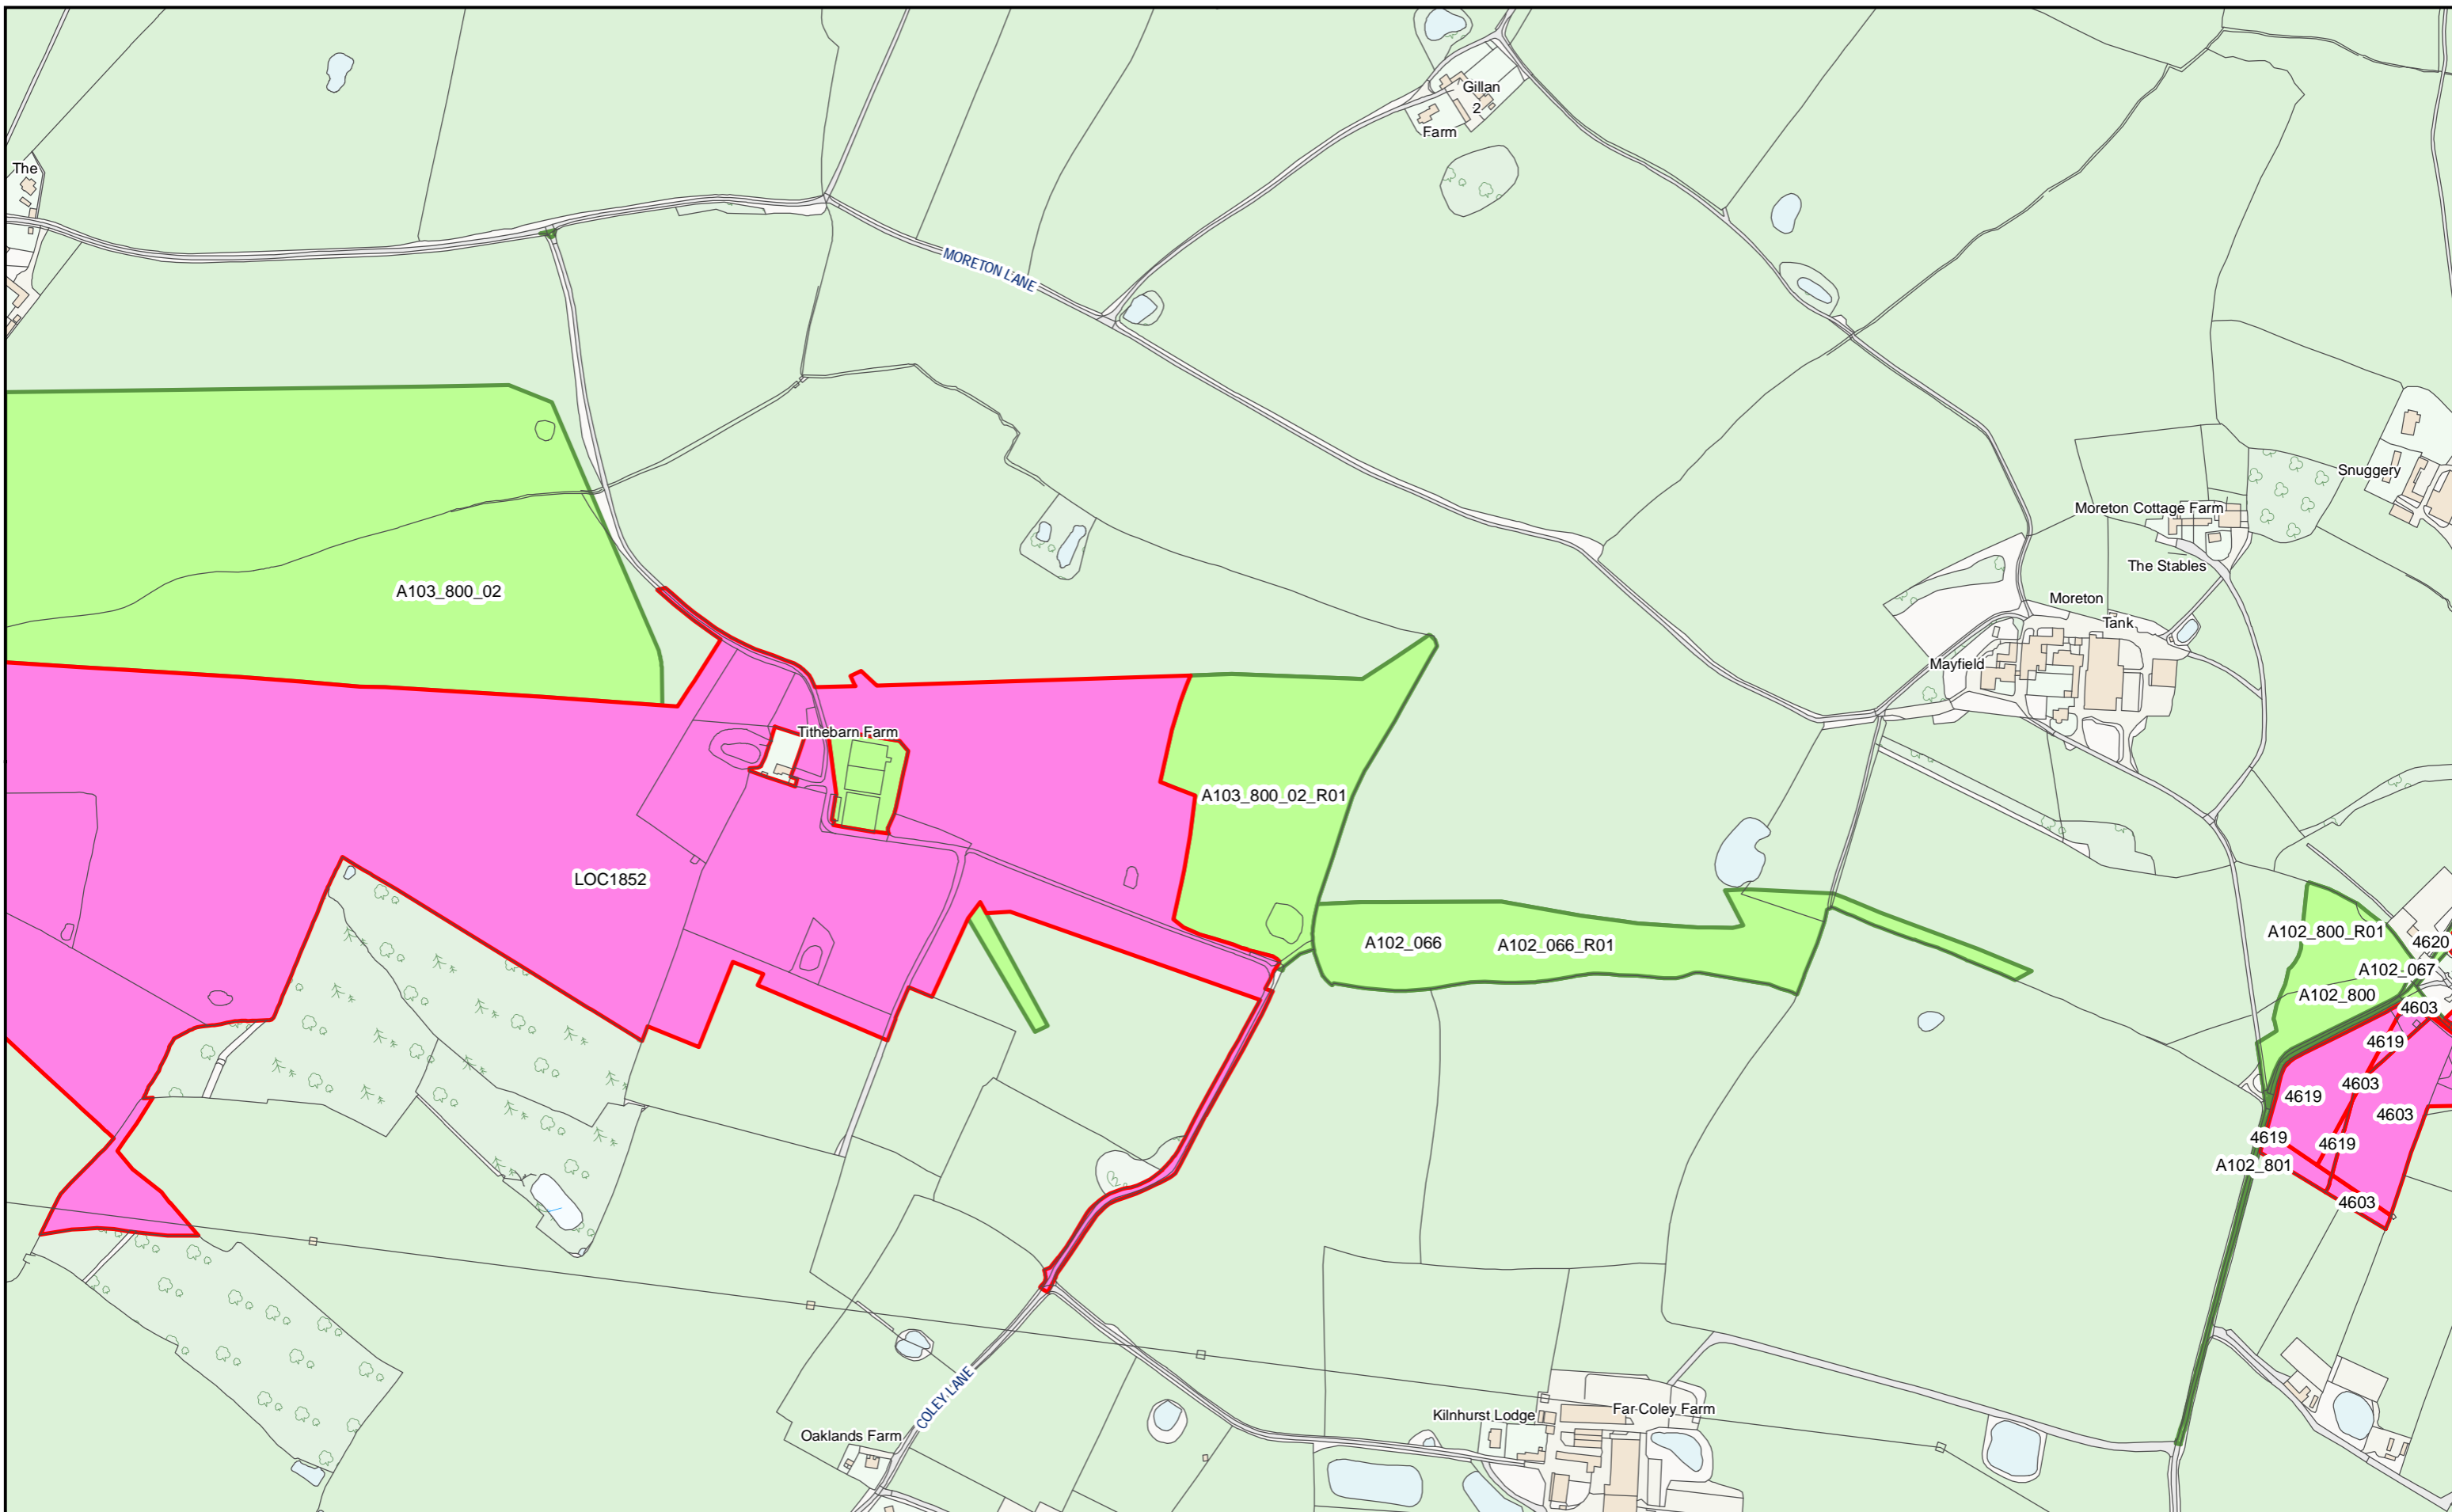 Gillan
2
Farm
The
MORETON LANE
Snuggery
Moreton Cottage Farm
The Stables
A103_800_02
Moreton
Tank
Mayfield
Tithebarn Farm
A103_800_02_R01
LOC1852
A102_066
A102_066_R01
A102_800_R01
4620
A102_067
A102_800
4603
4619
4603
4619
4603
4619
4619
A102_801
4603
COLEY LANE
Kilnhurst Lodge
Far Coley Farm
Oaklands Farm